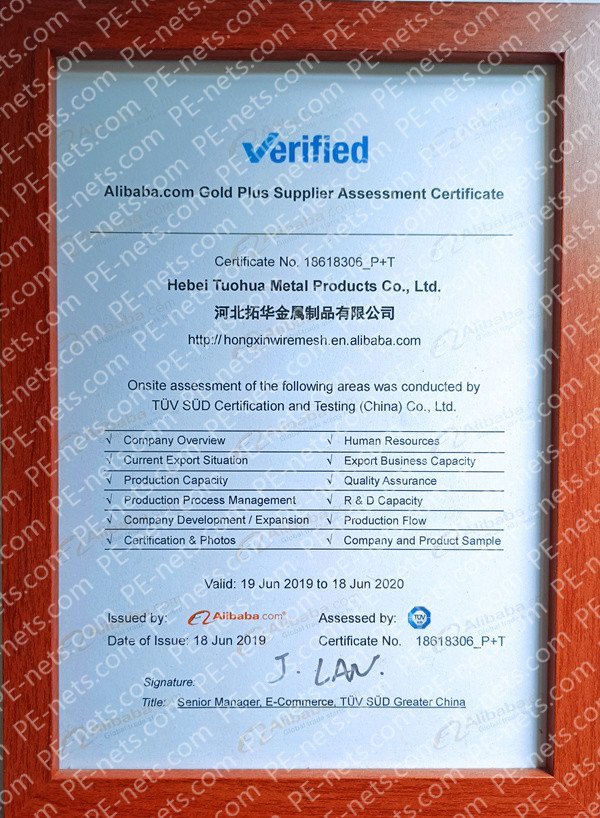 Verified
Alibaba.com Gold Plus Supplier Assessment Certificate
Certificate No. 18618306_P+T
Hebei Tuohua Metal Products Co., Ltd.
河北拓华金属制品有限公司
http://hongxinwiremesh.en.alibaba.com
Onsite assessment of the following areas was conducted by
TÜV SÜD Certification and Testing (China) Co., Ltd.
√ Company Overview √ Human Resources
√ Current Export Situation √ Export Business Capacity
√ Production Capacity √ Quality Assurance
√ Production Process Management √ R & D Capacity
√ Company Development / Expansion √ Production Flow
√ Certification & Photos √ Company and Product Sample
Valid: 19 Jun 2019 to 18 Jun 2020
Issued by: Alibaba.com® Assessed by: TÜV
Date of Issue: 18 Jun 2019 Certificate No. 18618306_P+T
Signature: J. LAN.
Title: Senior Manager, E-Commerce, TÜV SÜD Greater China
PE-nets.com